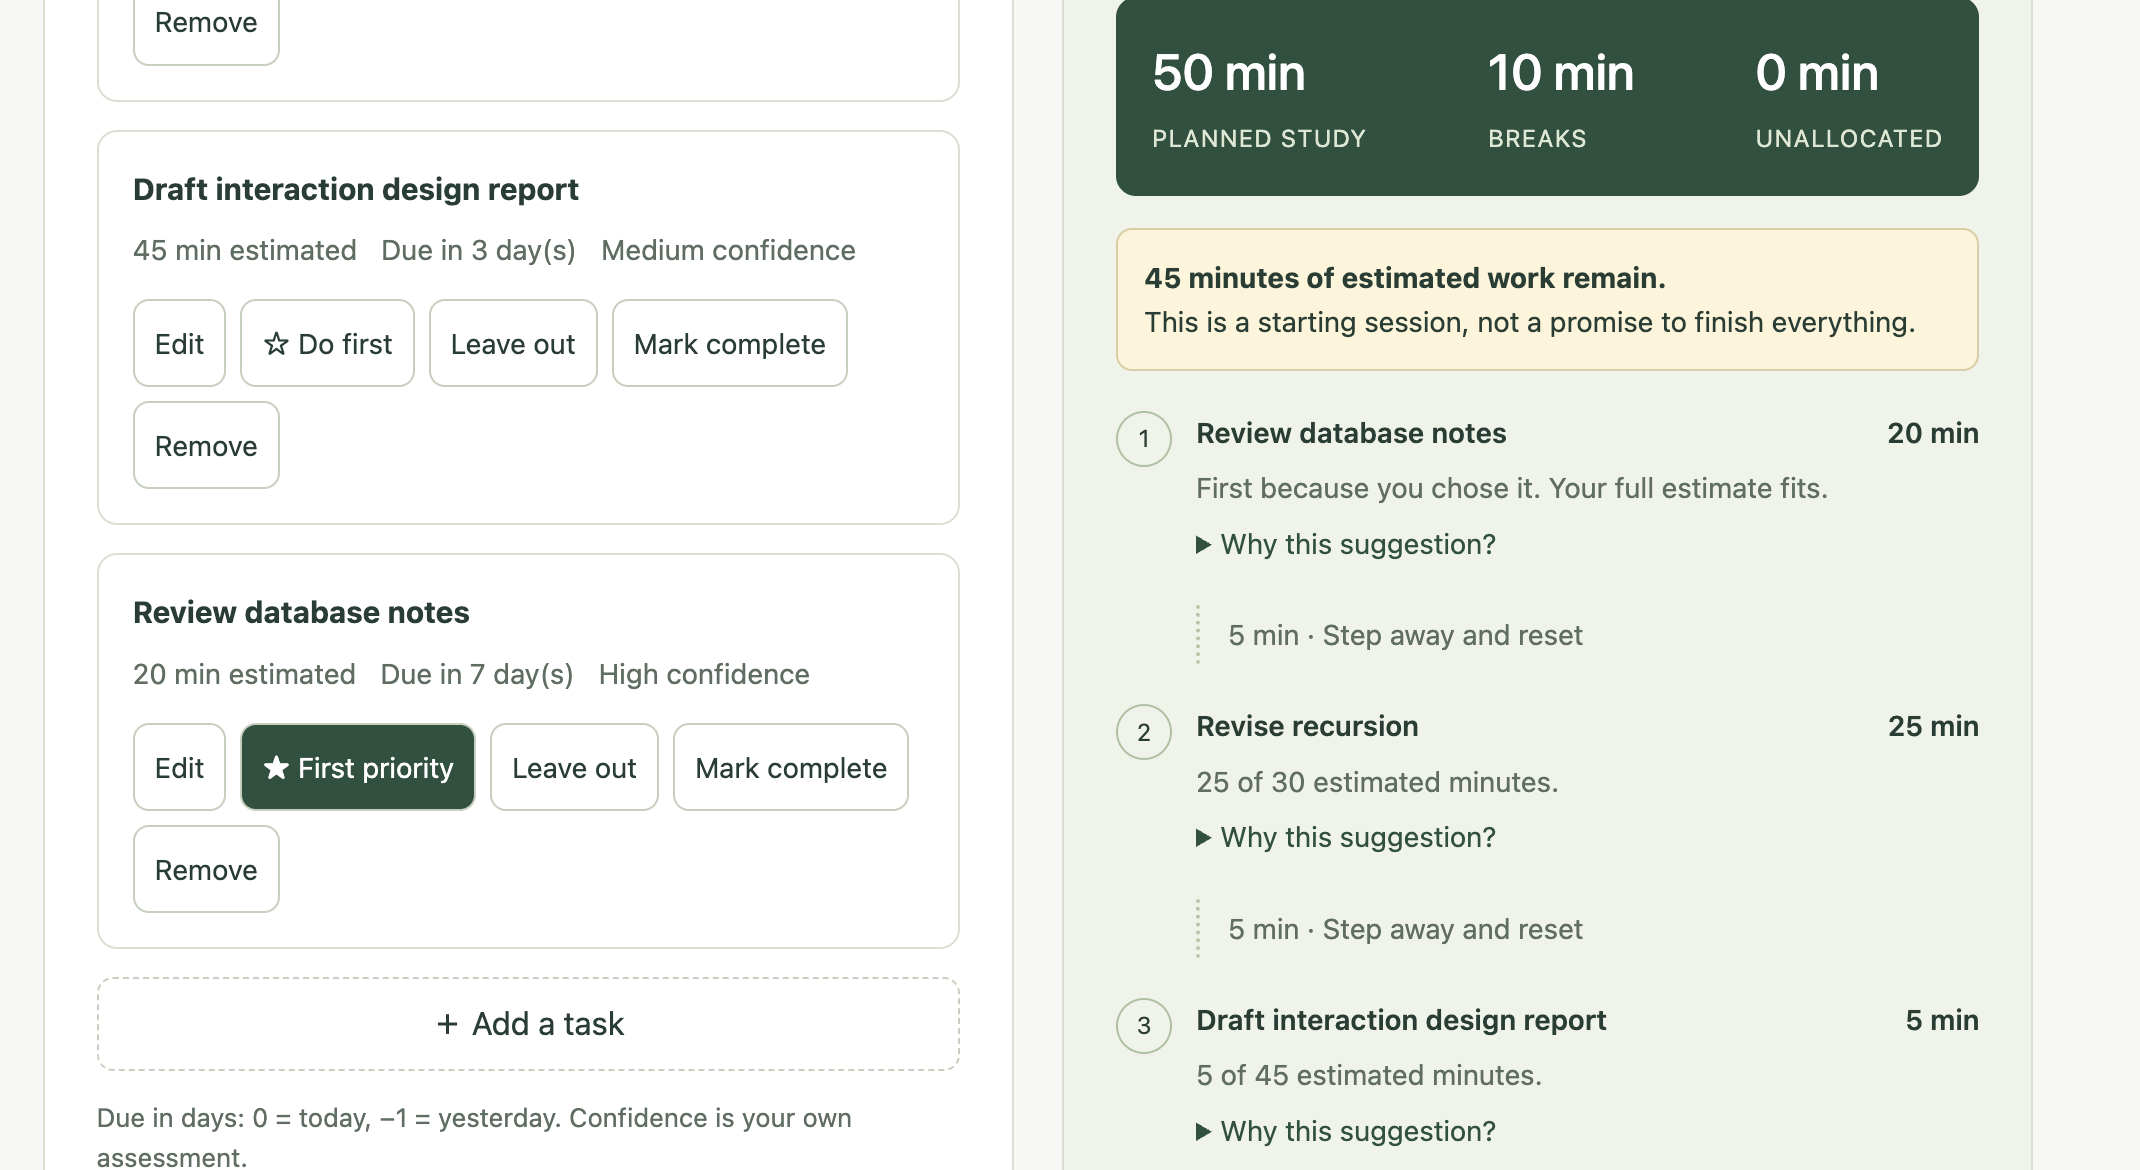 Remove
Draft interaction design report
45 min estimated Due in 3 day(s) Medium confidence
Edit ☆ Do first Leave out Mark complete
Remove
Review database notes
20 min estimated Due in 7 day(s) High confidence
Edit ★ First priority Leave out Mark complete
Remove
+ Add a task
Due in days: 0 = today, −1 = yesterday. Confidence is your own
assessment.
50 min 10 min 0 min
PLANNED STUDY BREAKS UNALLOCATED
45 minutes of estimated work remain.
This is a starting session, not a promise to finish everything.
1 Review database notes 20 min
First because you chose it. Your full estimate fits.
▶ Why this suggestion?
5 min · Step away and reset
2 Revise recursion 25 min
25 of 30 estimated minutes.
▶ Why this suggestion?
5 min · Step away and reset
3 Draft interaction design report 5 min
5 of 45 estimated minutes.
▶ Why this suggestion?